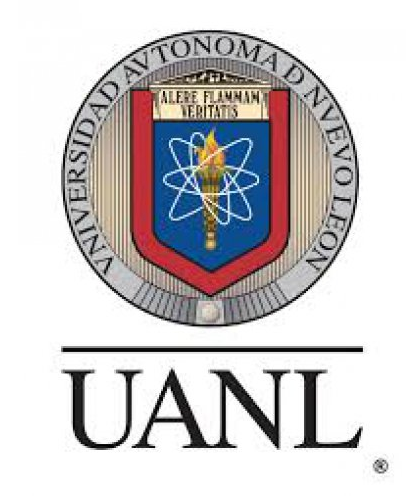 VNIVERSIDAD AVTONOMA D NVEVO LEON
ALERE FLAMMAM
VERITATIS
UANL
®